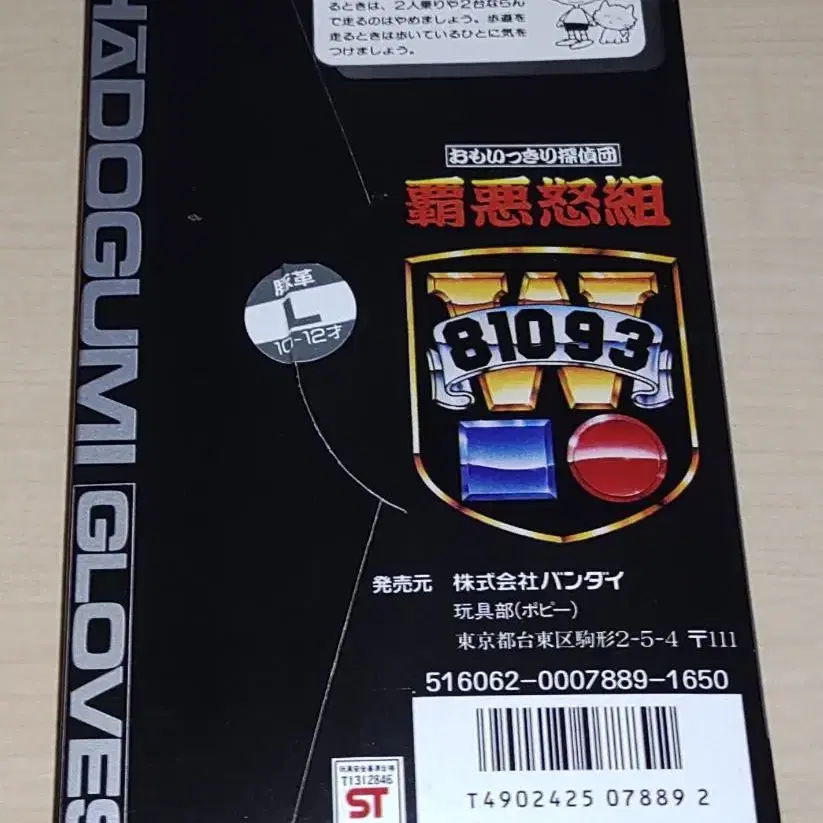 HADOGUMI GLOVES
るときは、2人乗りや2台ならん
で走るのはやめましょう。歩道を
走るときは歩いているひとに気を
つけましょう。
おもいっきり探偵団
覇悪怒組
W
81093
豚革
L
10-12才
発売元 株式会社バンダイ
玩具部(ポピー)
東京都台東区駒形2-5-4 〒111
516062-0007889-1650
T1312846
ST
T4902425 07889 2